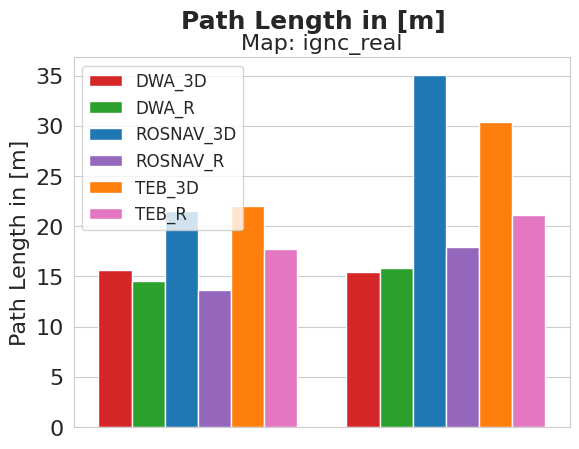 Path Length in [m]
Map: ignc_real
Path Length in [m]
35
30
25
20
15
10
5
0
DWA_3D
DWA_R
ROSNAV_3D
ROSNAV_R
TEB_3D
TEB_R